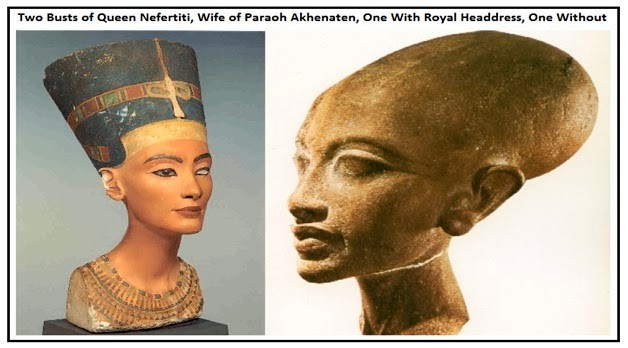 Two Busts of Queen Nefertiti, Wife of Paraoh Akhenaten, One With Royal Headdress, One Without